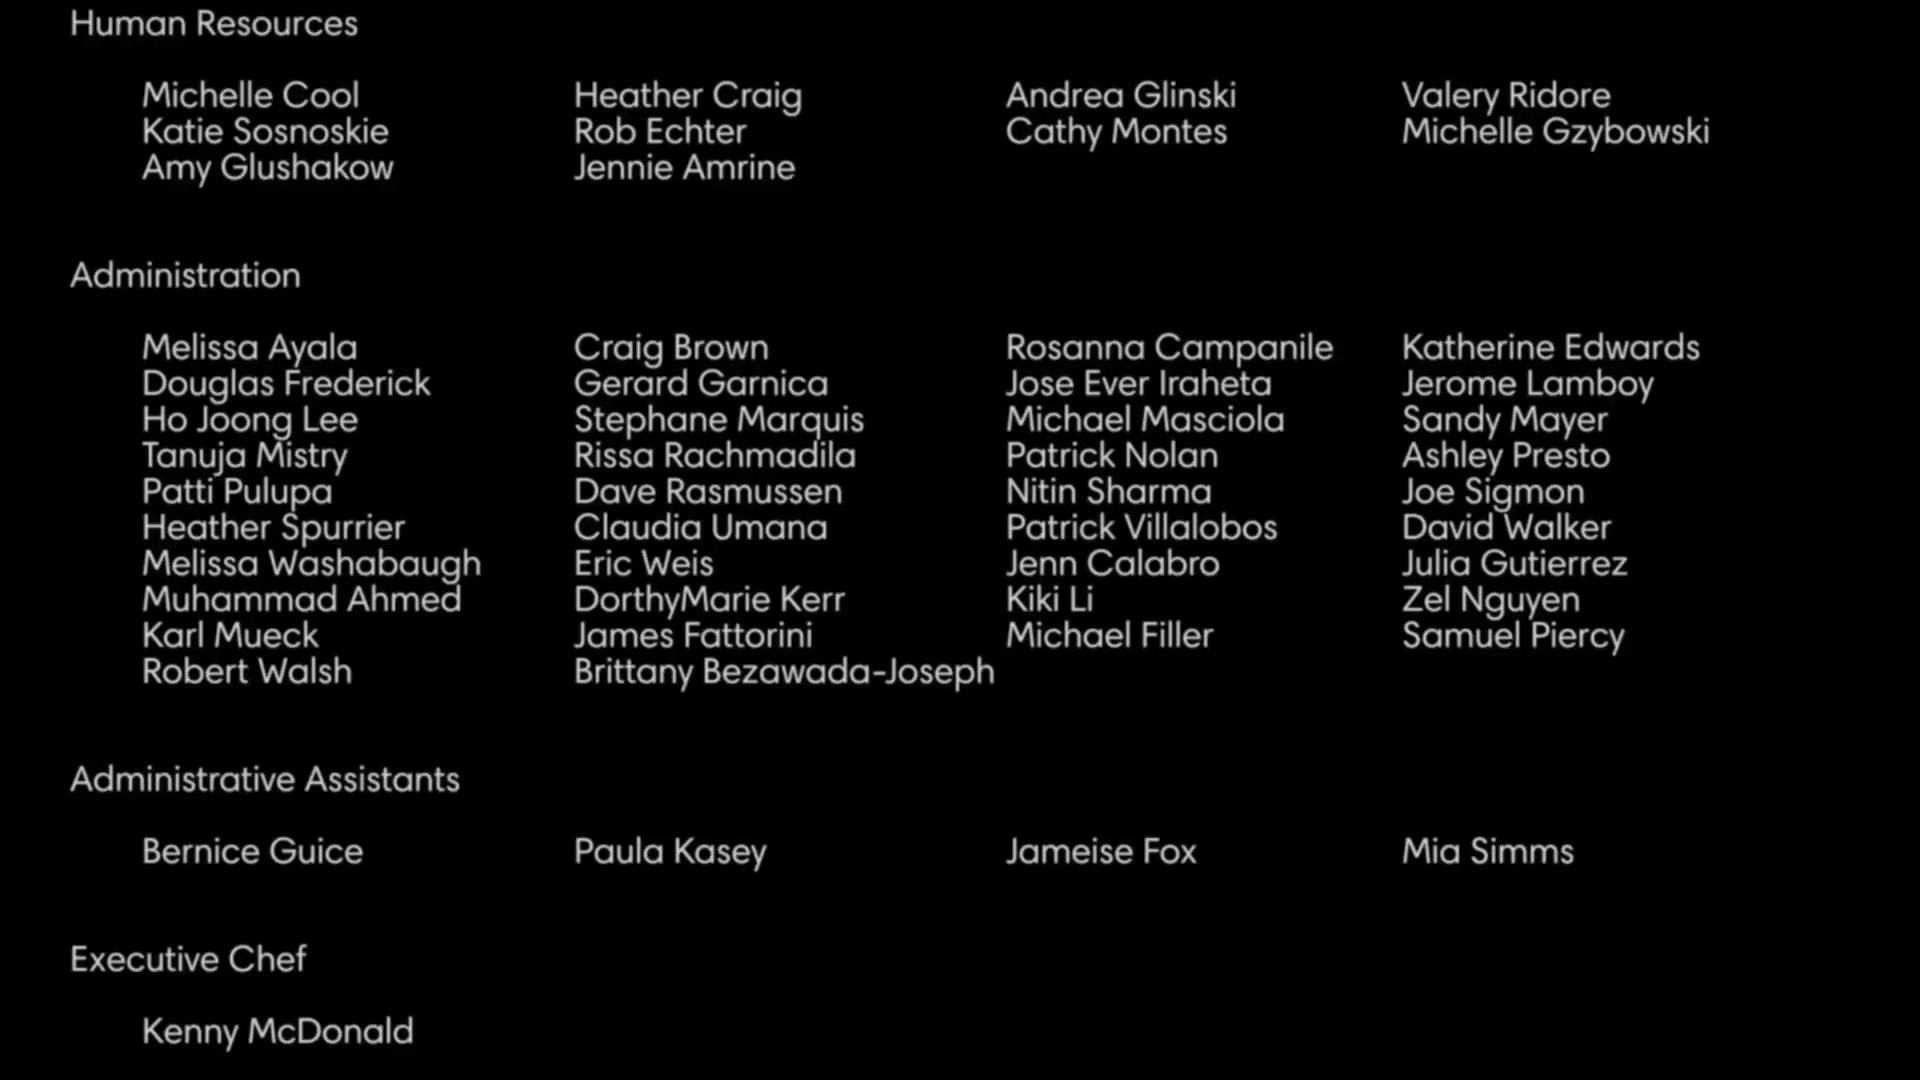 Human Resources
Michelle Cool Heather Craig Andrea Glinski Valery Ridore
Katie Sosnoskie Rob Echter Cathy Montes Michelle Gzybowski
Amy Glushakow Jennie Amrine
Administration
Melissa Ayala Craig Brown Rosanna Campanile Katherine Edwards
Douglas Frederick Gerard Garnica Jose Ever Iraheta Jerome Lamboy
Ho Joong Lee Stephane Marquis Michael Masciola Sandy Mayer
Tanuja Mistry Rissa Rachmadila Patrick Nolan Ashley Presto
Patti Pulupa Dave Rasmussen Nitin Sharma Joe Sigmon
Heather Spurrier Claudia Umana Patrick Villalobos David Walker
Melissa Washabaugh Eric Weis Jenn Calabro Julia Gutierrez
Muhammad Ahmed DorthyMarie Kerr Kiki Li Zel Nguyen
Karl Mueck James Fattorini Michael Filler Samuel Piercy
Robert Walsh Brittany Bezawada-Joseph
Administrative Assistants
Bernice Guice Paula Kasey Jameise Fox Mia Simms
Executive Chef
Kenny McDonald